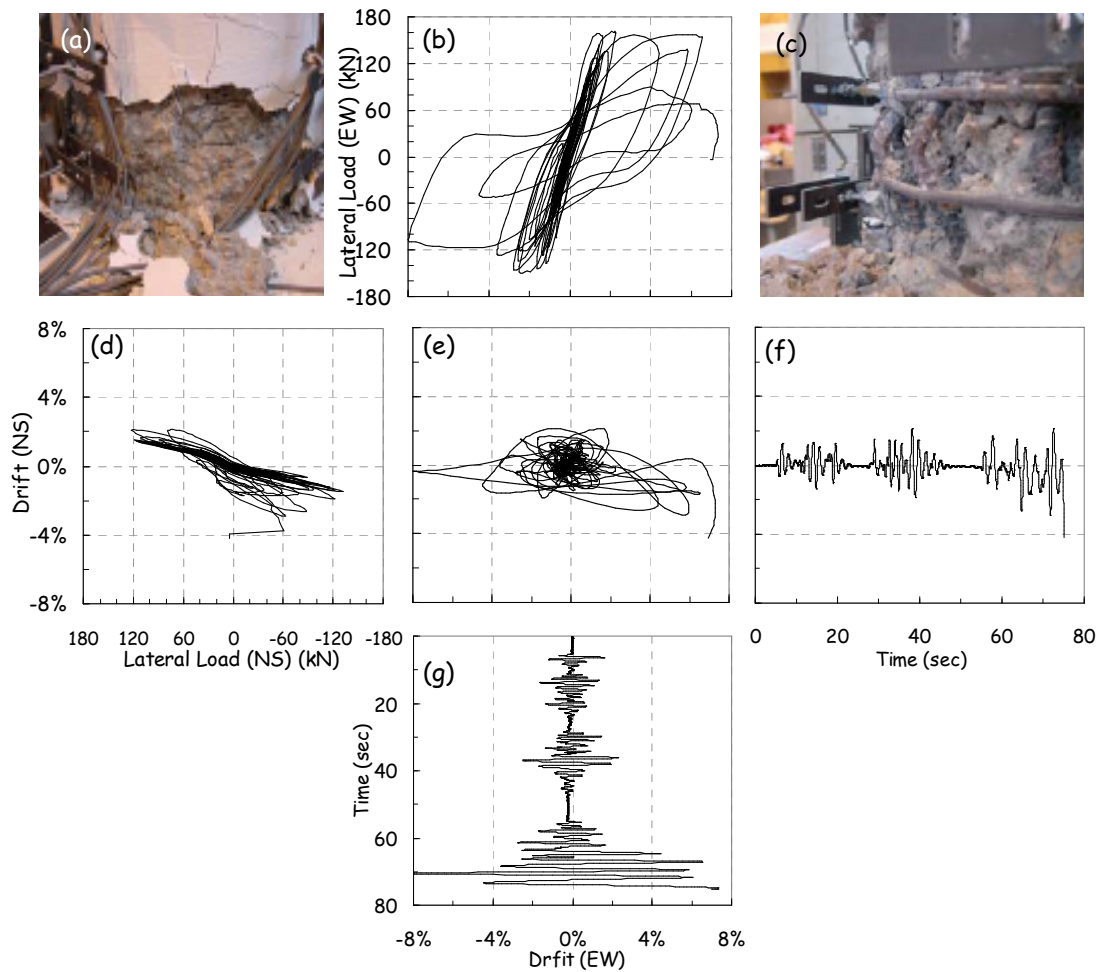 (a)
(b)
(c)
Lateral Load (EW) (kN)
180
120
60
0
-60
-120
-180
(d)
(e)
(f)
Drift (NS)
8%
4%
0%
-4%
-8%
180 120 60 0 -60 -120 -180
Lateral Load (NS) (kN)
0 20 40 60 80
Time (sec)
(g)
Time (sec)
20
40
60
80
-8% -4% 0% 4% 8%
Drfit (EW)